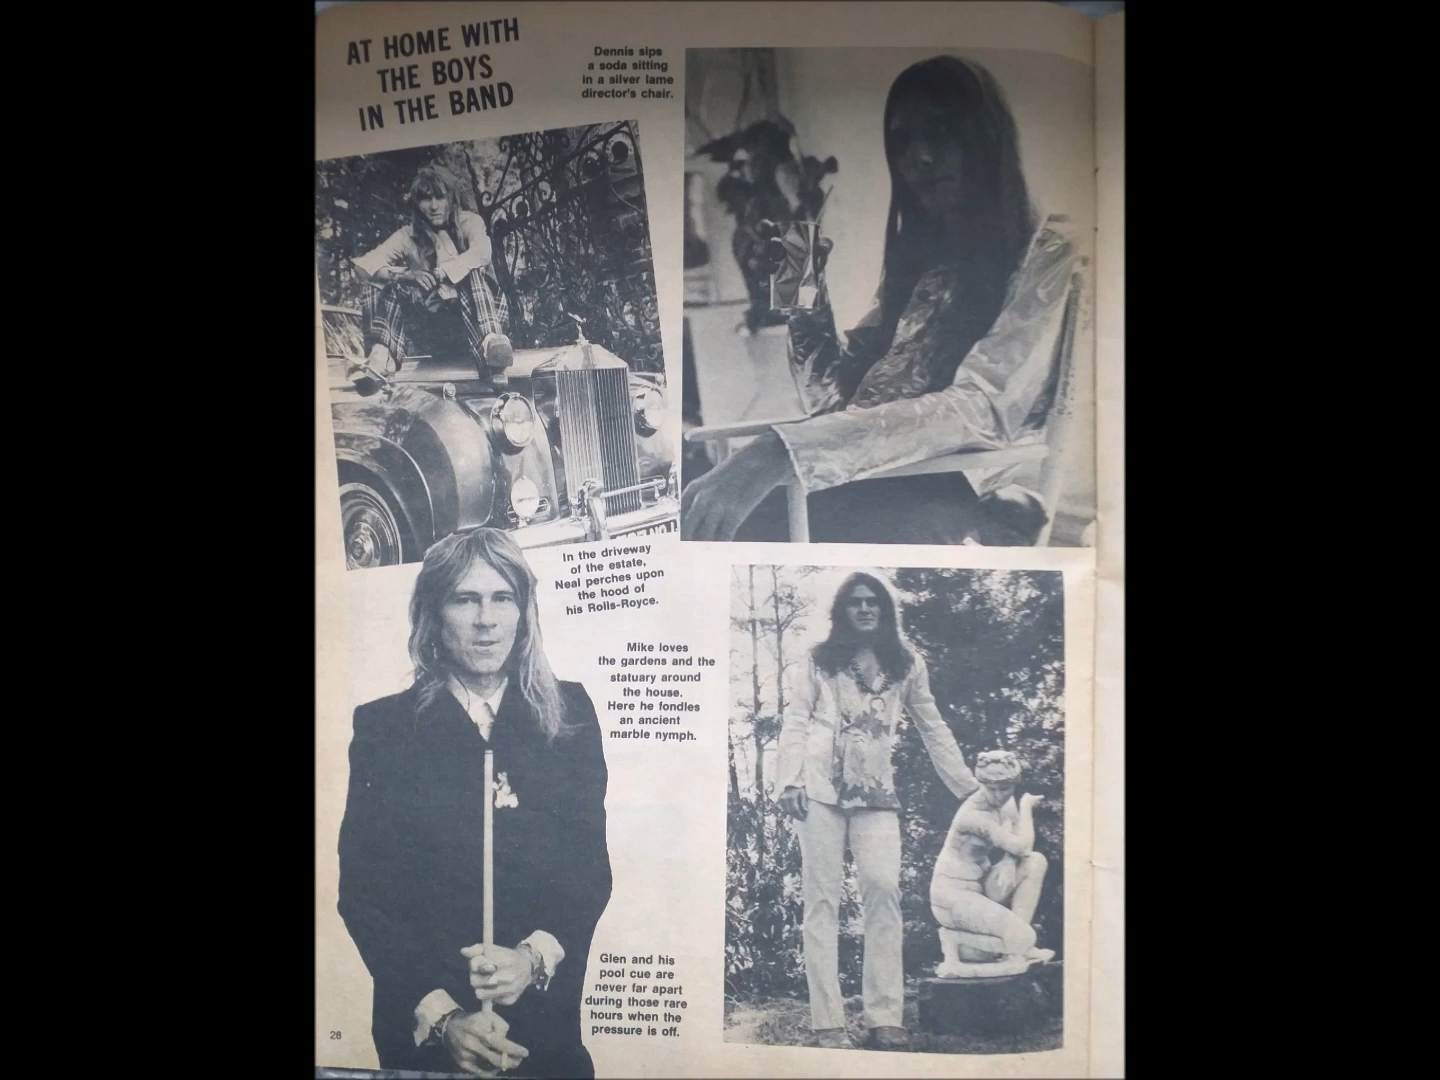 AT HOME WITH
THE BOYS
IN THE BAND
Dennis sips
a soda sitting
in a silver lame
director's chair.
In the driveway
of the estate,
Neal perches upon
the hood of
his Rolls-Royce.
Mike loves
the gardens and the
statuary around
the house.
Here he fondles
an ancient
marble nymph.
Glen and his
pool cue are
never far apart
during those rare
hours when the
pressure is off.
28